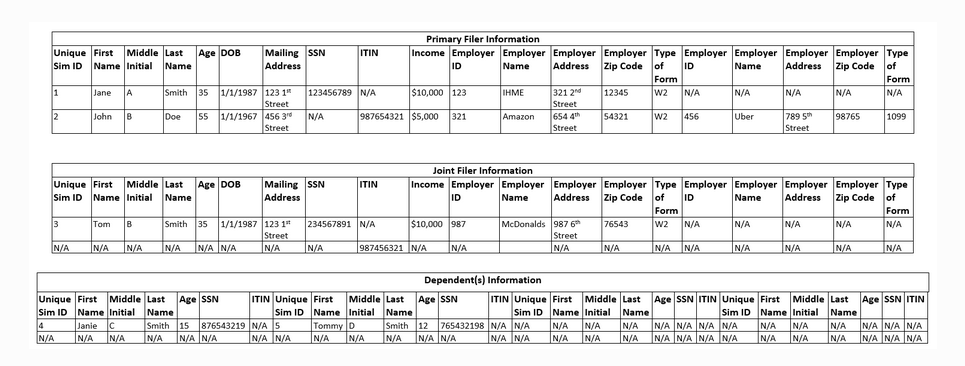 Primary Filer Information
Unique Sim ID First Name Middle Initial Last Name Age DOB Mailing Address SSN ITIN Income Employer ID Employer Name Employer Address Employer Zip Code Type of Form Employer ID Employer Name Employer Address Employer Zip Code Type of Form
1 Jane A Smith 35 1/1/1987 123 1st Street 123456789 N/A $10,000 123 IHME 321 2nd Street 12345 W2 N/A N/A N/A N/A N/A
2 John B Doe 55 1/1/1967 456 3rd Street N/A 987654321 $5,000 321 Amazon 654 4th Street 54321 W2 456 Uber 789 5th Street 98765 1099
Joint Filer Information
Unique Sim ID First Name Middle Initial Last Name Age DOB Mailing Address SSN ITIN Income Employer ID Employer Name Employer Address Employer Zip Code Type of Form Employer ID Employer Name Employer Address Employer Zip Code Type of Form
3 Tom B Smith 35 1/1/1987 123 1st Street 234567891 N/A $10,000 987 McDonalds 987 6th Street 76543 W2 N/A N/A N/A N/A N/A
N/A N/A N/A N/A N/A N/A N/A N/A 987456321 N/A N/A N/A N/A N/A N/A N/A N/A N/A N/A
Dependent(s) Information
Unique Sim ID First Name Middle Initial Last Name Age SSN ITIN Unique Sim ID First Name Middle Initial Last Name Age SSN ITIN Unique Sim ID First Name Middle Initial Last Name Age SSN ITIN Unique Sim ID First Name Middle Initial Last Name Age SSN ITIN
4 Janie C Smith 15 876543219 N/A 5 Tommy D Smith 12 765432198 N/A N/A N/A N/A N/A N/A N/A N/A N/A N/A N/A N/A N/A N/A N/A
N/A N/A N/A N/A N/A N/A N/A N/A N/A N/A N/A N/A N/A N/A N/A N/A N/A N/A N/A N/A N/A N/A N/A N/A N/A N/A N/A N/A